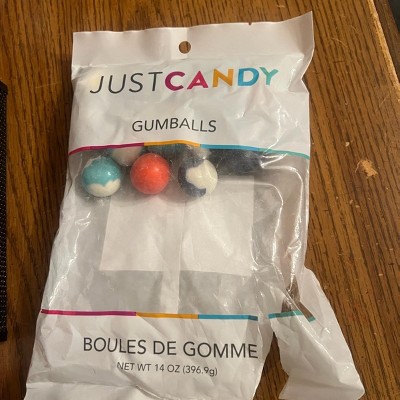 JUSTCANDY
GUMBALLS
BOULES DE GOMME
NET WT 14 OZ (396.9g)